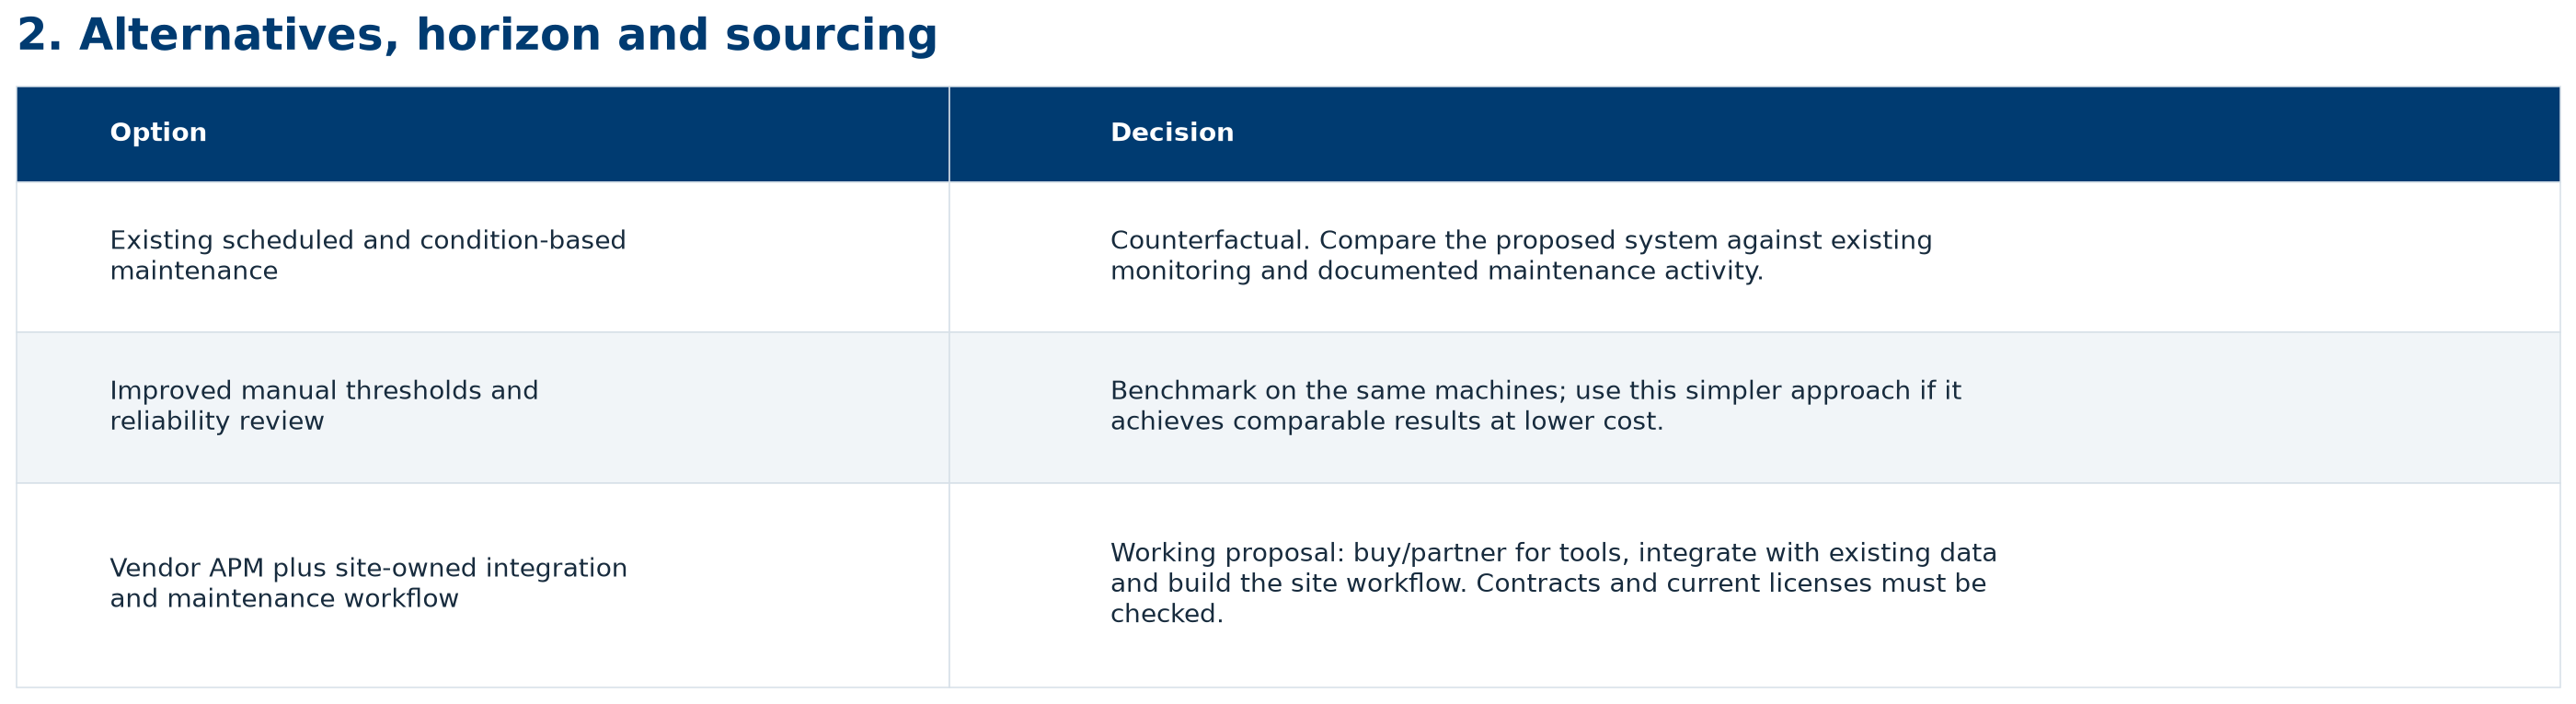 2. Alternatives, horizon and sourcing
Option
Decision
Existing scheduled and condition-based
maintenance
Counterfactual. Compare the proposed system against existing
monitoring and documented maintenance activity.
Improved manual thresholds and
reliability review
Benchmark on the same machines; use this simpler approach if it
achieves comparable results at lower cost.
Vendor APM plus site-owned integration
and maintenance workflow
Working proposal: buy/partner for tools, integrate with existing data
and build the site workflow. Contracts and current licenses must be
checked.